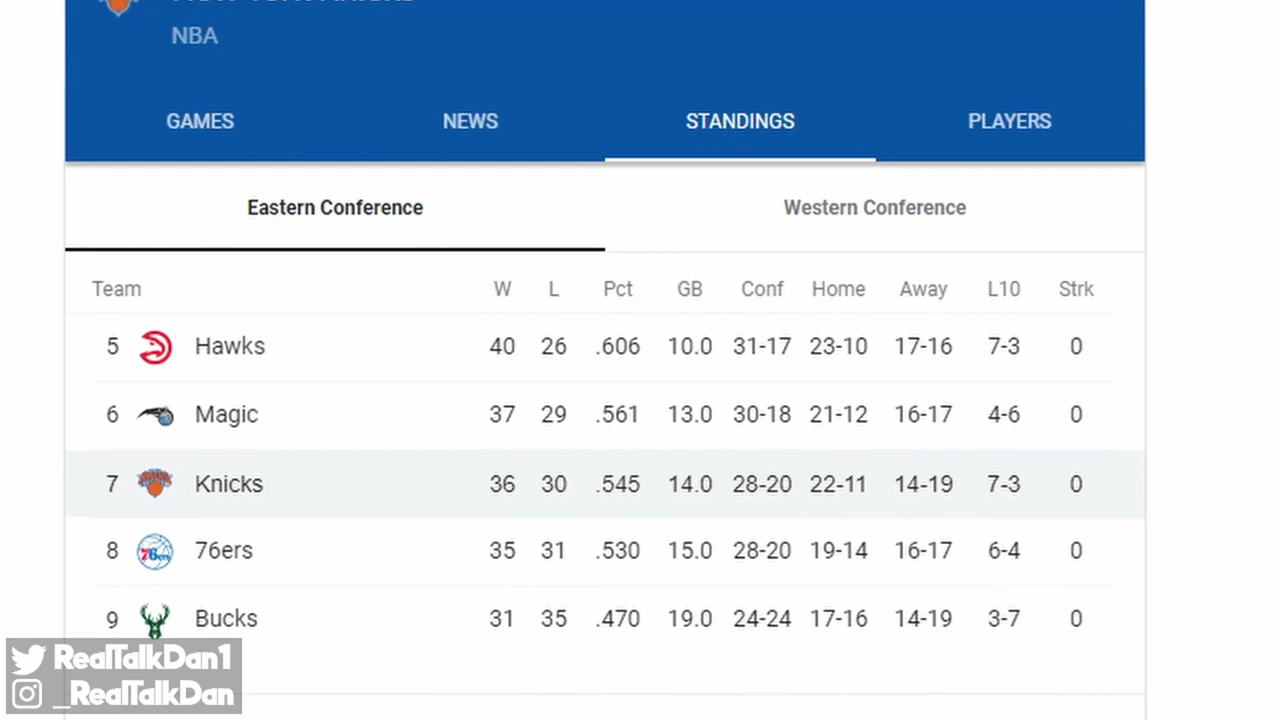 NBA
GAMES NEWS STANDINGS PLAYERS
Eastern Conference Western Conference
Team W L Pct GB Conf Home Away L10 Strk
5 Hawks 40 26 .606 10.0 31-17 23-10 17-16 7-3 0
6 Magic 37 29 .561 13.0 30-18 21-12 16-17 4-6 0
7 Knicks 36 30 .545 14.0 28-20 22-11 14-19 7-3 0
8 76ers 35 31 .530 15.0 28-20 19-14 16-17 6-4 0
9 Bucks 31 35 .470 19.0 24-24 17-16 14-19 3-7 0
RealTalkDan1
_RealTalkDan